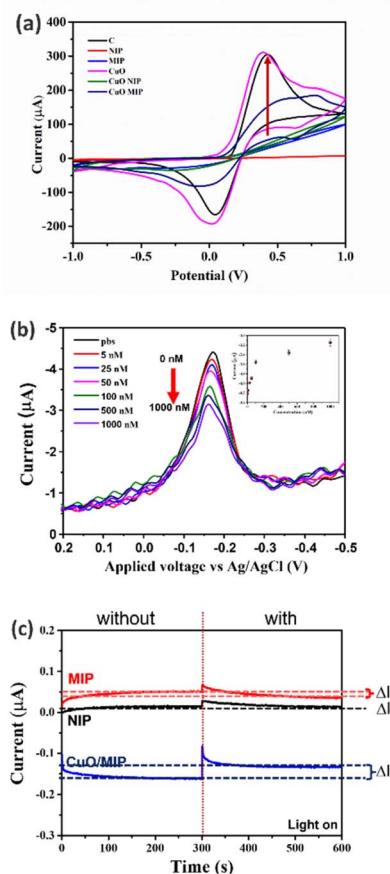 (a)
C
NIP
MIP
CuO
CuO NIP
CuO MIP
400
300
200
100
0
-100
-200
-1.0
-0.5
0.0
0.5
1.0
Current (μA)
Potential (V)
(b)
pbs
5 nM
25 nM
50 nM
100 nM
500 nM
1000 nM
0 nM
1000 nM
-5
-4
-3
-2
-1
0
0.2
0.1
0.0
-0.1
-0.2
-0.3
-0.4
-0.5
Current (μA)
Applied voltage vs Ag/AgCl (V)
(c)
without
with
MIP
NIP
CuO/MIP
ΔI
ΔI
ΔI
Light on
0.2
0.1
0.0
-0.1
-0.2
-0.3
0
150
300
450
600
Current (μA)
Time (s)